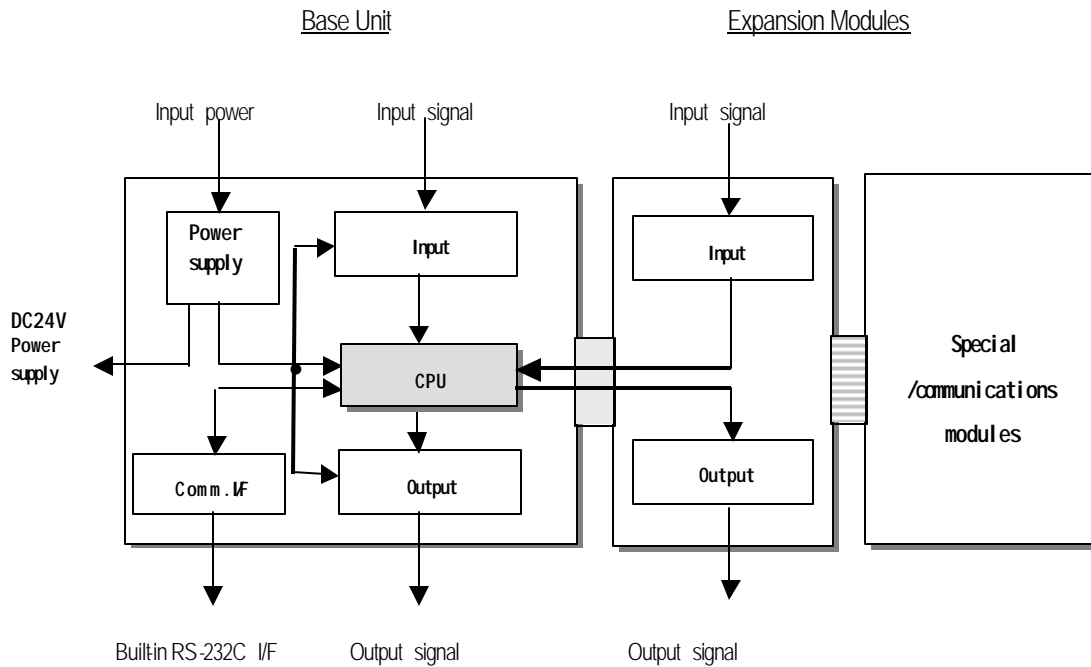 Base Unit
Expansion Modules
Input power
Input signal
Input signal
Power
supply
Input
Input
DC24V
Power
supply
CPU
Special
/communications
modules
Comm.I/F
Output
Output
Built-in RS-232C I/F
Output signal
Output signal